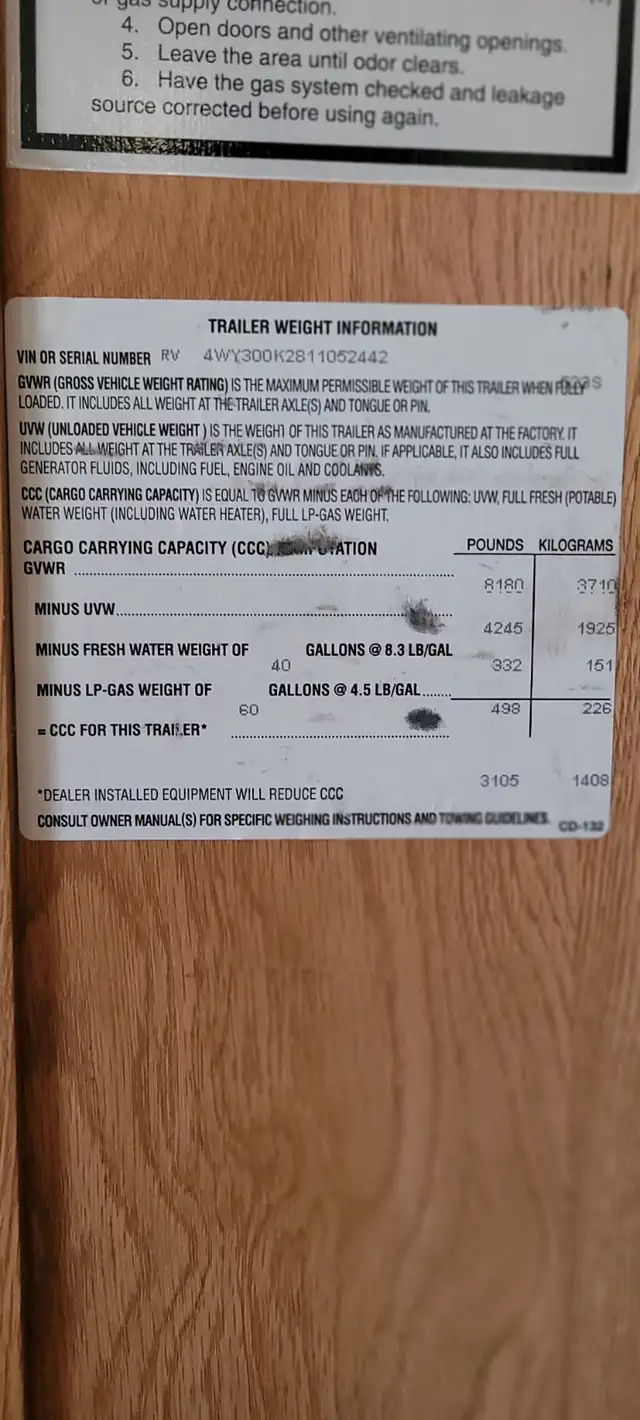 of gas supply connection.
4. Open doors and other ventilating openings.
5. Leave the area until odor clears.
6. Have the gas system checked and leakage
source corrected before using again.
TRAILER WEIGHT INFORMATION
VIN OR SERIAL NUMBER RV 4WY300K2811052442
GVWR (GROSS VEHICLE WEIGHT RATING) IS THE MAXIMUM PERMISSIBLE WEIGHT OF THIS TRAILER WHEN FULLY
LOADED. IT INCLUDES ALL WEIGHT AT THE TRAILER AXLE(S) AND TONGUE OR PIN.
UVW (UNLOADED VEHICLE WEIGHT ) IS THE WEIGHT OF THIS TRAILER AS MANUFACTURED AT THE FACTORY. IT
INCLUDES ALL WEIGHT AT THE TRAILER AXLE(S) AND TONGUE OR PIN. IF APPLICABLE, IT ALSO INCLUDES FULL
GENERATOR FLUIDS, INCLUDING FUEL, ENGINE OIL AND COOLANTS.
CCC (CARGO CARRYING CAPACITY) IS EQUAL TO GVWR MINUS EACH OF THE FOLLOWING: UVW, FULL FRESH (POTABLE)
WATER WEIGHT (INCLUDING WATER HEATER), FULL LP-GAS WEIGHT.
CARGO CARRYING CAPACITY (CCC) POUNDS KILOGRAMS
GVWR
8180 3710
MINUS UVW
4245 1925
MINUS FRESH WATER WEIGHT OF GALLONS @ 8.3 LB/GAL
40 332 151
MINUS LP-GAS WEIGHT OF GALLONS @ 4.5 LB/GAL
60 498 226
= CCC FOR THIS TRAILER*
3105 1408
*DEALER INSTALLED EQUIPMENT WILL REDUCE CCC
CONSULT OWNER MANUAL(S) FOR SPECIFIC WEIGHING INSTRUCTIONS AND TOWING GUIDELINES. CD-132